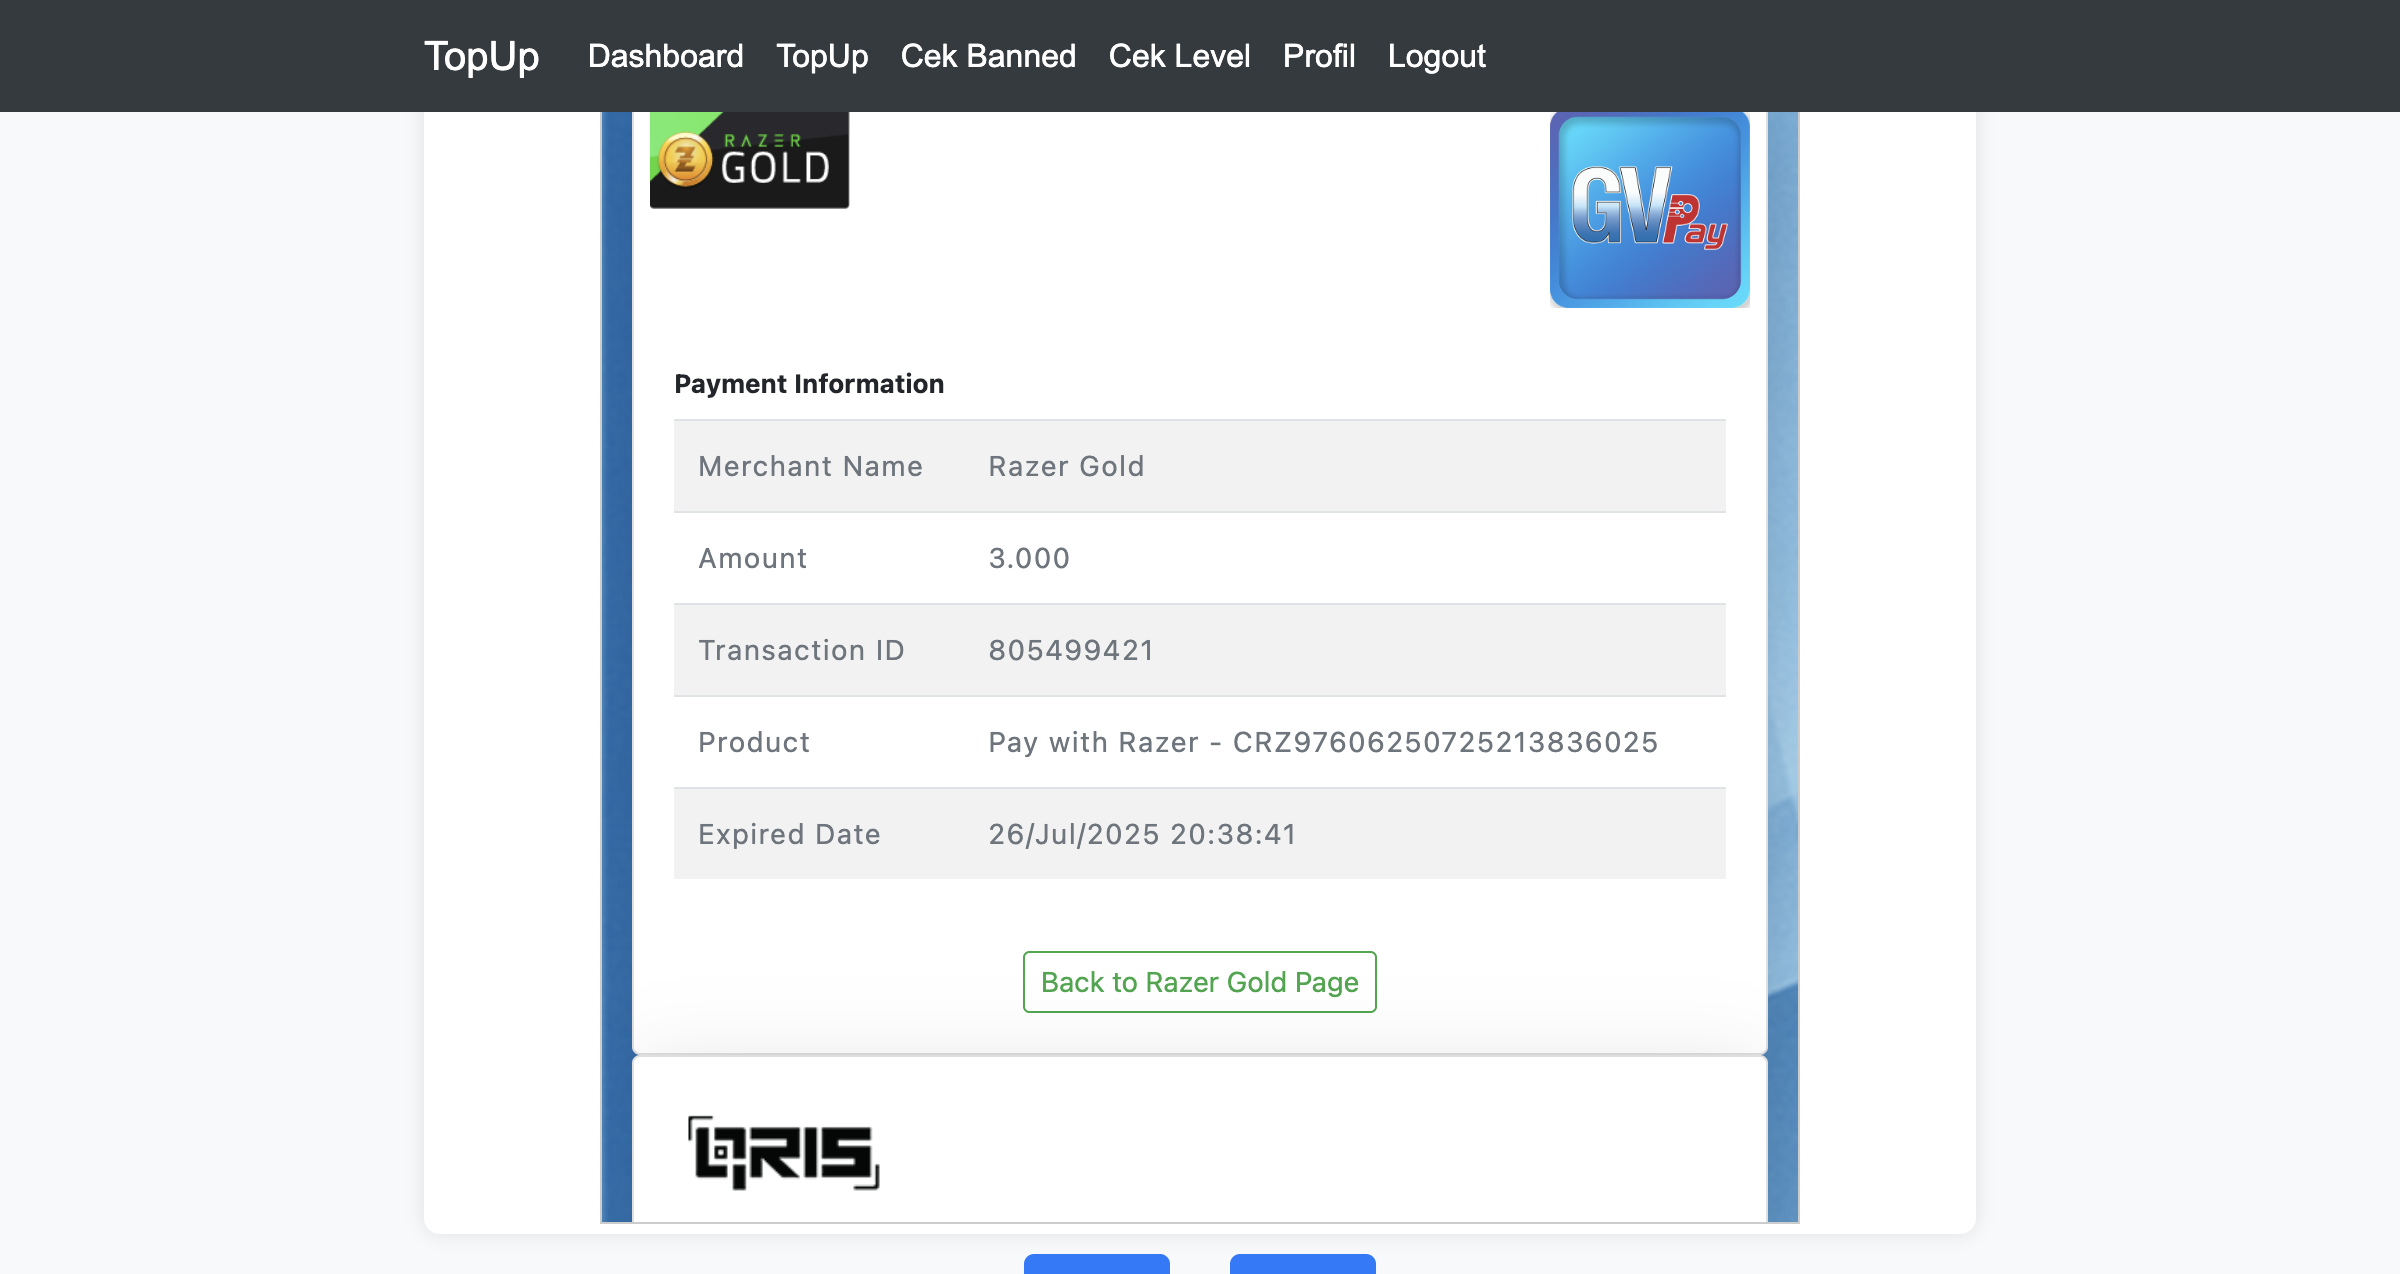 TopUp Dashboard TopUp Cek Banned Cek Level Profil Logout
RAZER
GOLD
GVPay
Payment Information
Merchant Name Razer Gold
Amount 3.000
Transaction ID 805499421
Product Pay with Razer - CRZ97606250725213836025
Expired Date 26/Jul/2025 20:38:41
Back to Razer Gold Page
QRIS